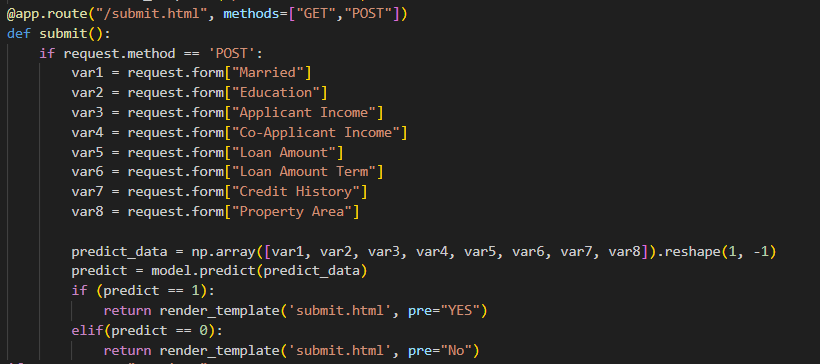 @app.route("/submit.html", methods=["GET","POST"])
def submit():
    if request.method == 'POST':
        var1 = request.form["Married"]
        var2 = request.form["Education"]
        var3 = request.form["Applicant Income"]
        var4 = request.form["Co-Applicant Income"]
        var5 = request.form["Loan Amount"]
        var6 = request.form["Loan Amount Term"]
        var7 = request.form["Credit History"]
        var8 = request.form["Property Area"]

        predict_data = np.array([var1, var2, var3, var4, var5, var6, var7, var8]).reshape(1, -1)
        predict = model.predict(predict_data)
        if (predict == 1):
            return render_template('submit.html', pre="YES")
        elif(predict == 0):
            return render_template('submit.html', pre="No")